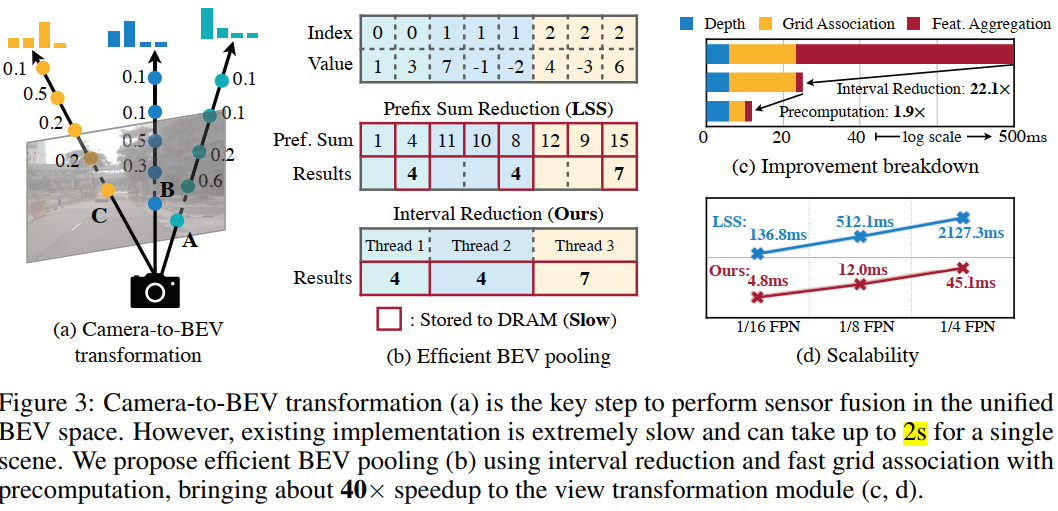 0.1
0.5
0.2
0.2
C
0.1
0.1
0.5
0.3
B
0.1
0.1
0.2
0.6
A
(a) Camera-to-BEV
transformation
Index 0 0 1 1 1 2 2 2
Value 1 3 7 -1 -2 4 -3 6
Prefix Sum Reduction (LSS)
Pref. Sum 1 4 11 10 8 12 9 15
Results 4 4 7
Interval Reduction (Ours)
Thread 1 Thread 2 Thread 3
Results 4 4 7
: Stored to DRAM (Slow)
(b) Efficient BEV pooling
Depth Grid Association Feat. Aggregation
Interval Reduction: 22.1×
Precomputation: 1.9×
0 20 40 log scale 500ms
(c) Improvement breakdown
LSS:
136.8ms 512.1ms 2127.3ms
Ours:
4.8ms 12.0ms 45.1ms
1/16 FPN 1/8 FPN 1/4 FPN
(d) Scalability
Figure 3: Camera-to-BEV transformation (a) is the key step to perform sensor fusion in the unified
BEV space. However, existing implementation is extremely slow and can take up to 2s for a single
scene. We propose efficient BEV pooling (b) using interval reduction and fast grid association with
precomputation, bringing about 40× speedup to the view transformation module (c, d).